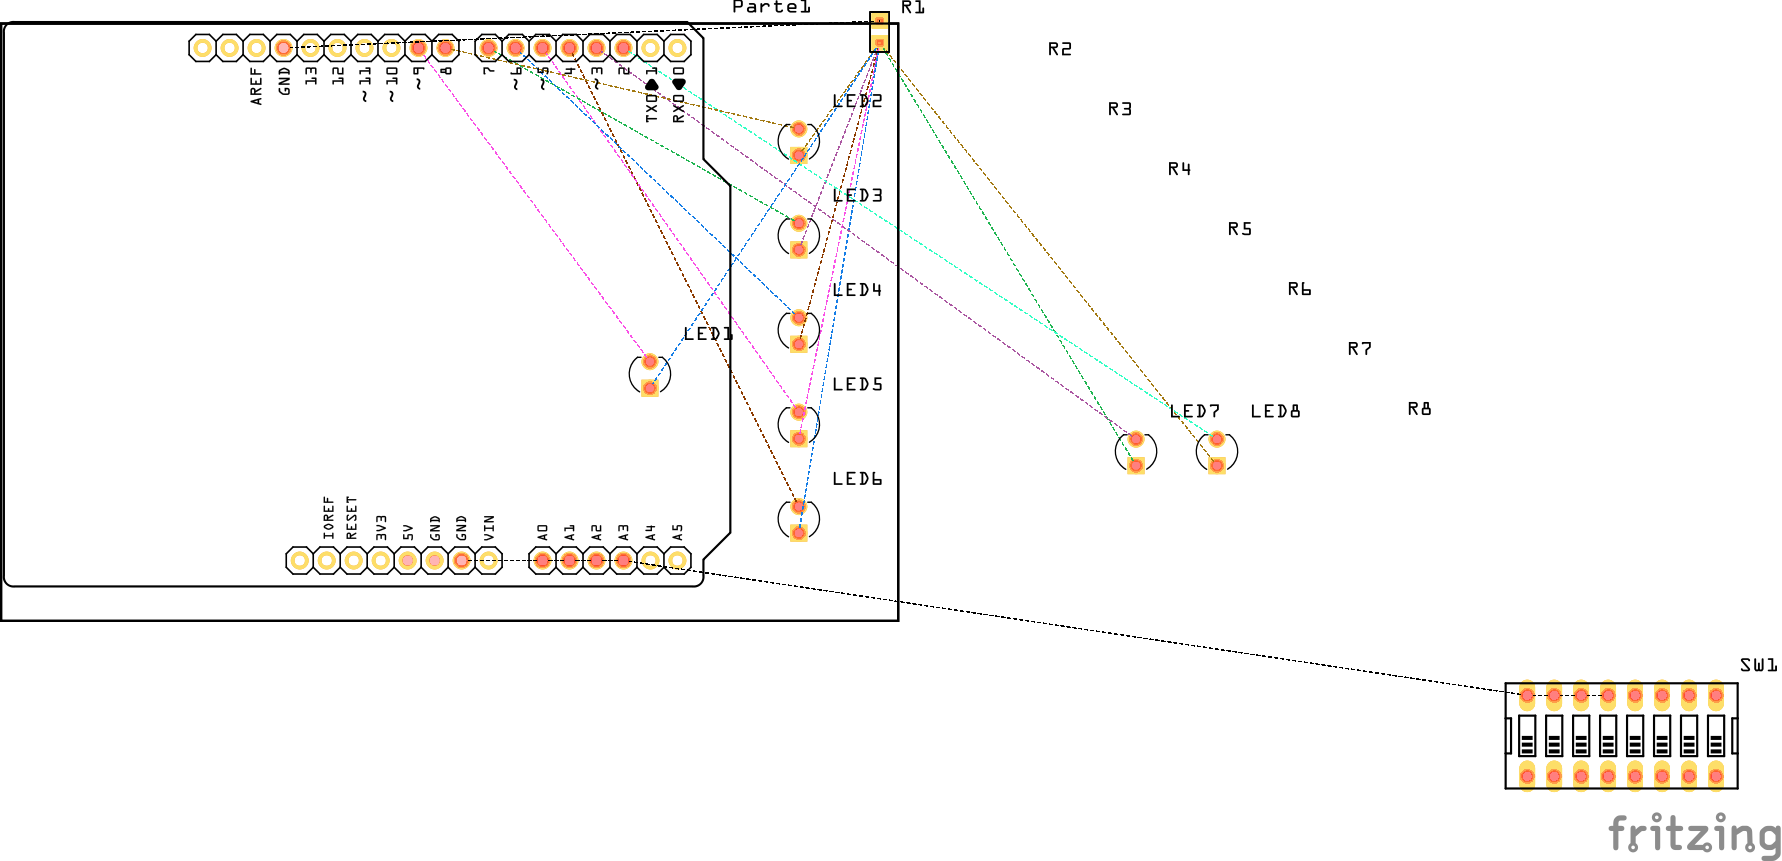 Parte1
R1
R2
AREF
GND
13
12
~11
~10
~9
8
7
~6
~5
4
~3
2
TX0 1
RX0 0
LED2
R3
R4
LED3
R5
LED4
R6
LED1
R7
LED5
LED7
LED8
R8
LED6
IOREF
RESET
3V3
5V
GND
GND
VIN
A0
A1
A2
A3
A4
A5
SW1
fritzing